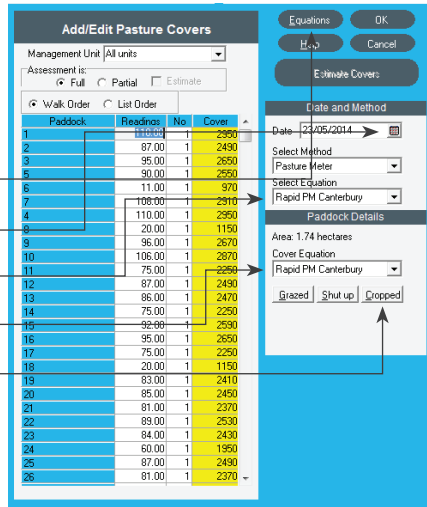 Add/Edit Pasture Covers
Management Unit All units
Assessment is:
Full Partial Estimate
Walk Order List Order
Paddock Readings No Cover
1 110.00 1 2950
2 87.00 1 2490
3 95.00 1 2650
5 90.00 1 2550
6 11.00 1 970
7 108.00 1 2910
4 110.00 1 2950
8 20.00 1 1150
9 96.00 1 2670
10 106.00 1 2870
11 75.00 1 2250
12 87.00 1 2490
13 86.00 1 2470
14 75.00 1 2250
15 92.00 1 2590
16 95.00 1 2650
17 75.00 1 2250
18 20.00 1 1150
19 83.00 1 2410
20 85.00 1 2450
21 81.00 1 2370
22 89.00 1 2530
23 84.00 1 2430
24 60.00 1 1950
25 87.00 1 2490
26 81.00 1 2370
Equations OK
Help Cancel
Estimate Covers
Date and Method
Date 23/05/2014
Select Method
Pasture Meter
Select Equation
Rapid PM Canterbury
Paddock Details
Area: 1.74 hectares
Cover Equation
Rapid PM Canterbury
Grazed Shut up Cropped